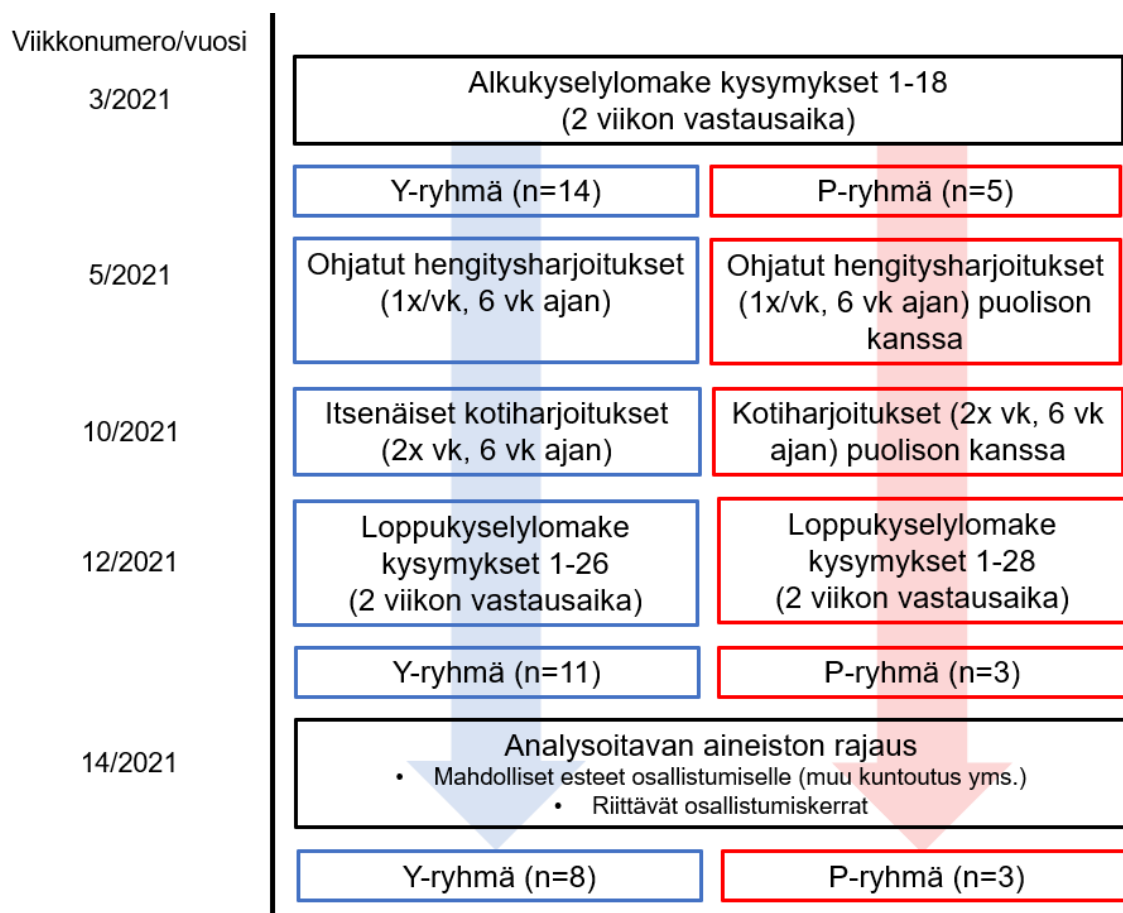 Viikkonumero/vuosi
3/2021
Alkukyselylomake kysymykset 1-18
(2 viikon vastausaika)
Y-ryhmä (n=14)
P-ryhmä (n=5)
5/2021
Ohjatut hengitysharjoitukset
(1x/vk, 6 vk ajan)
Ohjatut hengitysharjoitukset
(1x/vk, 6 vk ajan) puolison
kanssa
10/2021
Itsenäiset kotiharjoitukset
(2x vk, 6 vk ajan)
Kotiharjoitukset (2x vk, 6 vk
ajan) puolison kanssa
12/2021
Loppukyselylomake
kysymykset 1-26
(2 viikon vastausaika)
Loppukyselylomake
kysymykset 1-28
(2 viikon vastausaika)
Y-ryhmä (n=11)
P-ryhmä (n=3)
14/2021
Analysoitavan aineiston rajaus
• Mahdolliset esteet osallistumiselle (muu kuntoutus yms.)
• Riittävät osallistumiskerrat
Y-ryhmä (n=8)
P-ryhmä (n=3)